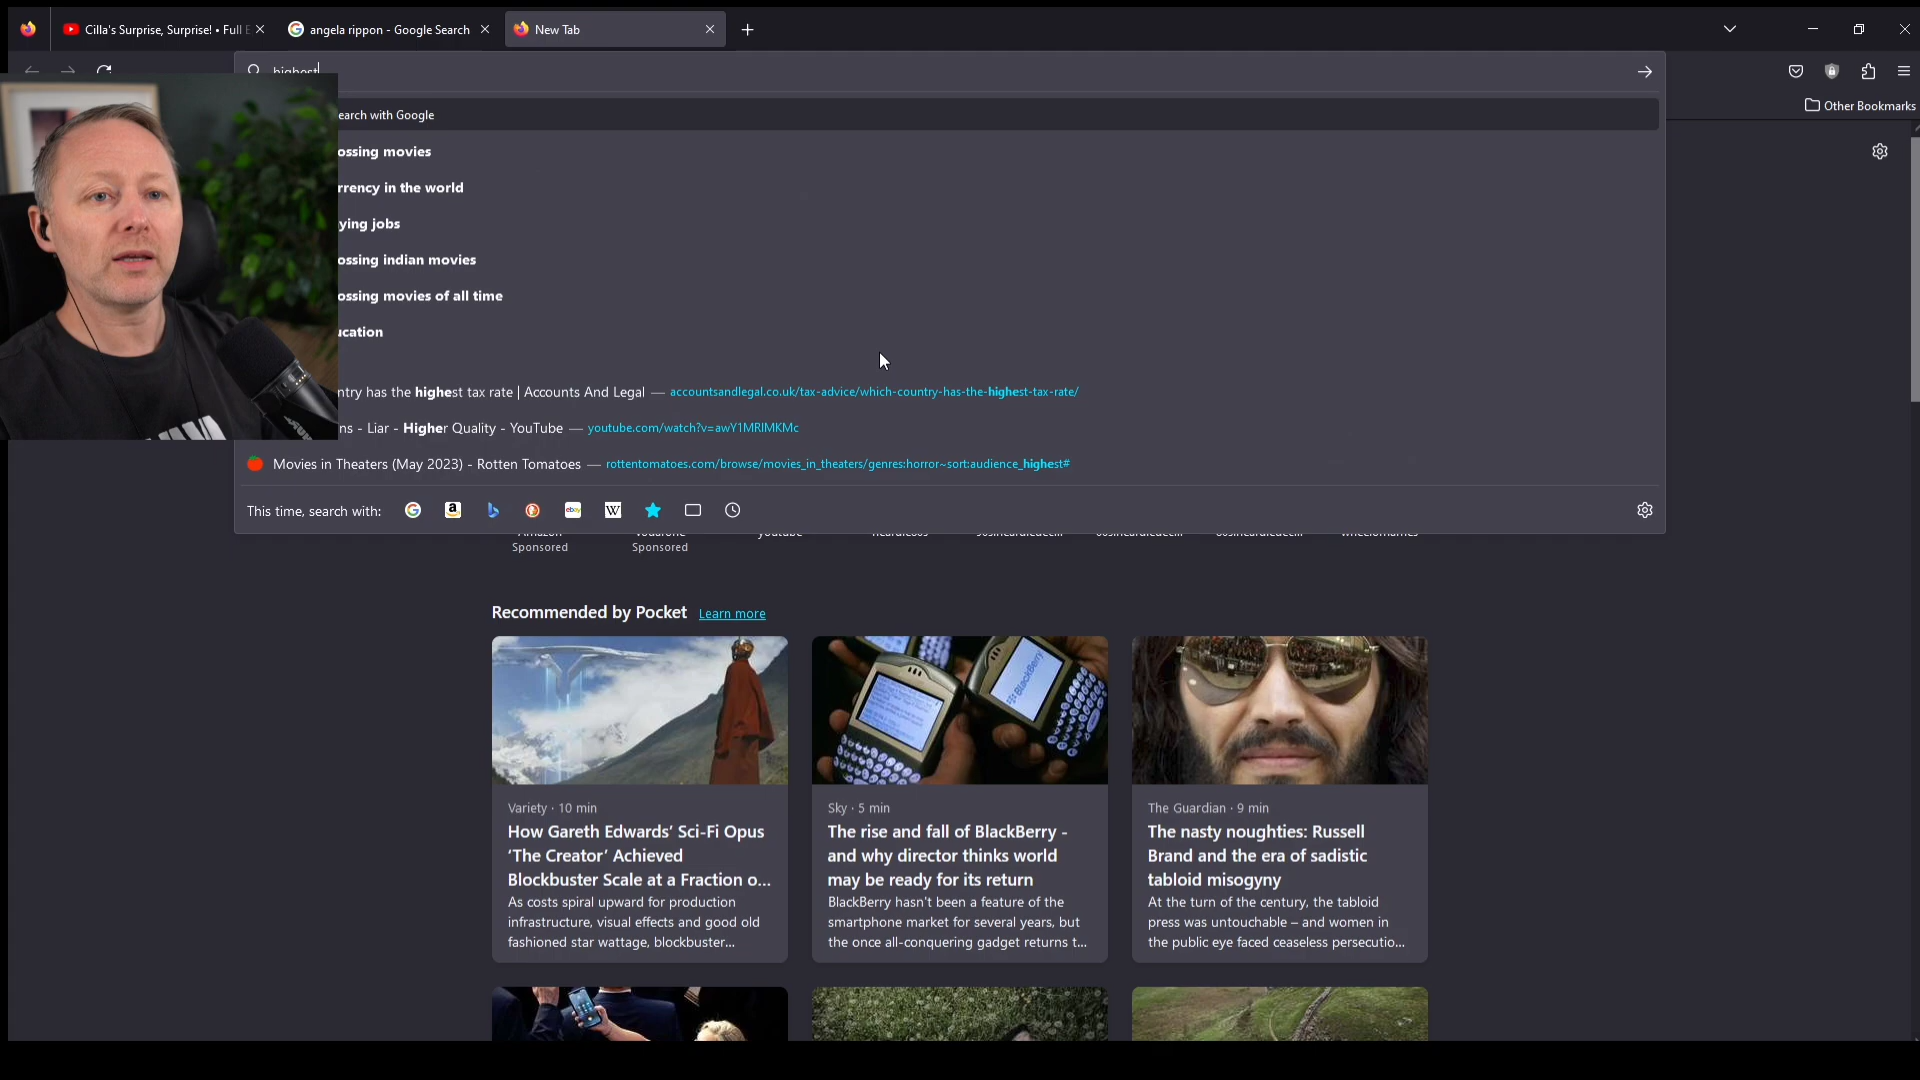 Cilla's Surprise, Surprise! • Full E
angela rippon - Google Search
New Tab
highest
Other Bookmarks
earch with Google
ossing movies
rrency in the world
ying jobs
ossing indian movies
ossing movies of all time
ucation
ntry has the highest tax rate | Accounts And Legal — accountsandlegal.co.uk/tax-advice/which-country-has-the-highest-tax-rate/
ns - Liar - Higher Quality - YouTube — youtube.com/watch?v=awY1MRIMKMc
Movies in Theaters (May 2023) - Rotten Tomatoes — rottentomatoes.com/browse/movies_in_theaters/genres:horror~sort:audience_highest#
This time, search with:
Amazon
Vodafone
youtube
Sponsored
Sponsored
Recommended by Pocket Learn more
BlackBerry
BlackBerry
Variety · 10 min
How Gareth Edwards' Sci-Fi Opus
'The Creator' Achieved
Blockbuster Scale at a Fraction o...
As costs spiral upward for production
infrastructure, visual effects and good old
fashioned star wattage, blockbuster...
Sky · 5 min
The rise and fall of BlackBerry -
and why director thinks world
may be ready for its return
BlackBerry hasn't been a feature of the
smartphone market for several years, but
the once all-conquering gadget returns t...
The Guardian · 9 min
The nasty noughties: Russell
Brand and the era of sadistic
tabloid misogyny
At the turn of the century, the tabloid
press was untouchable – and women in
the public eye faced ceaseless persecutio...